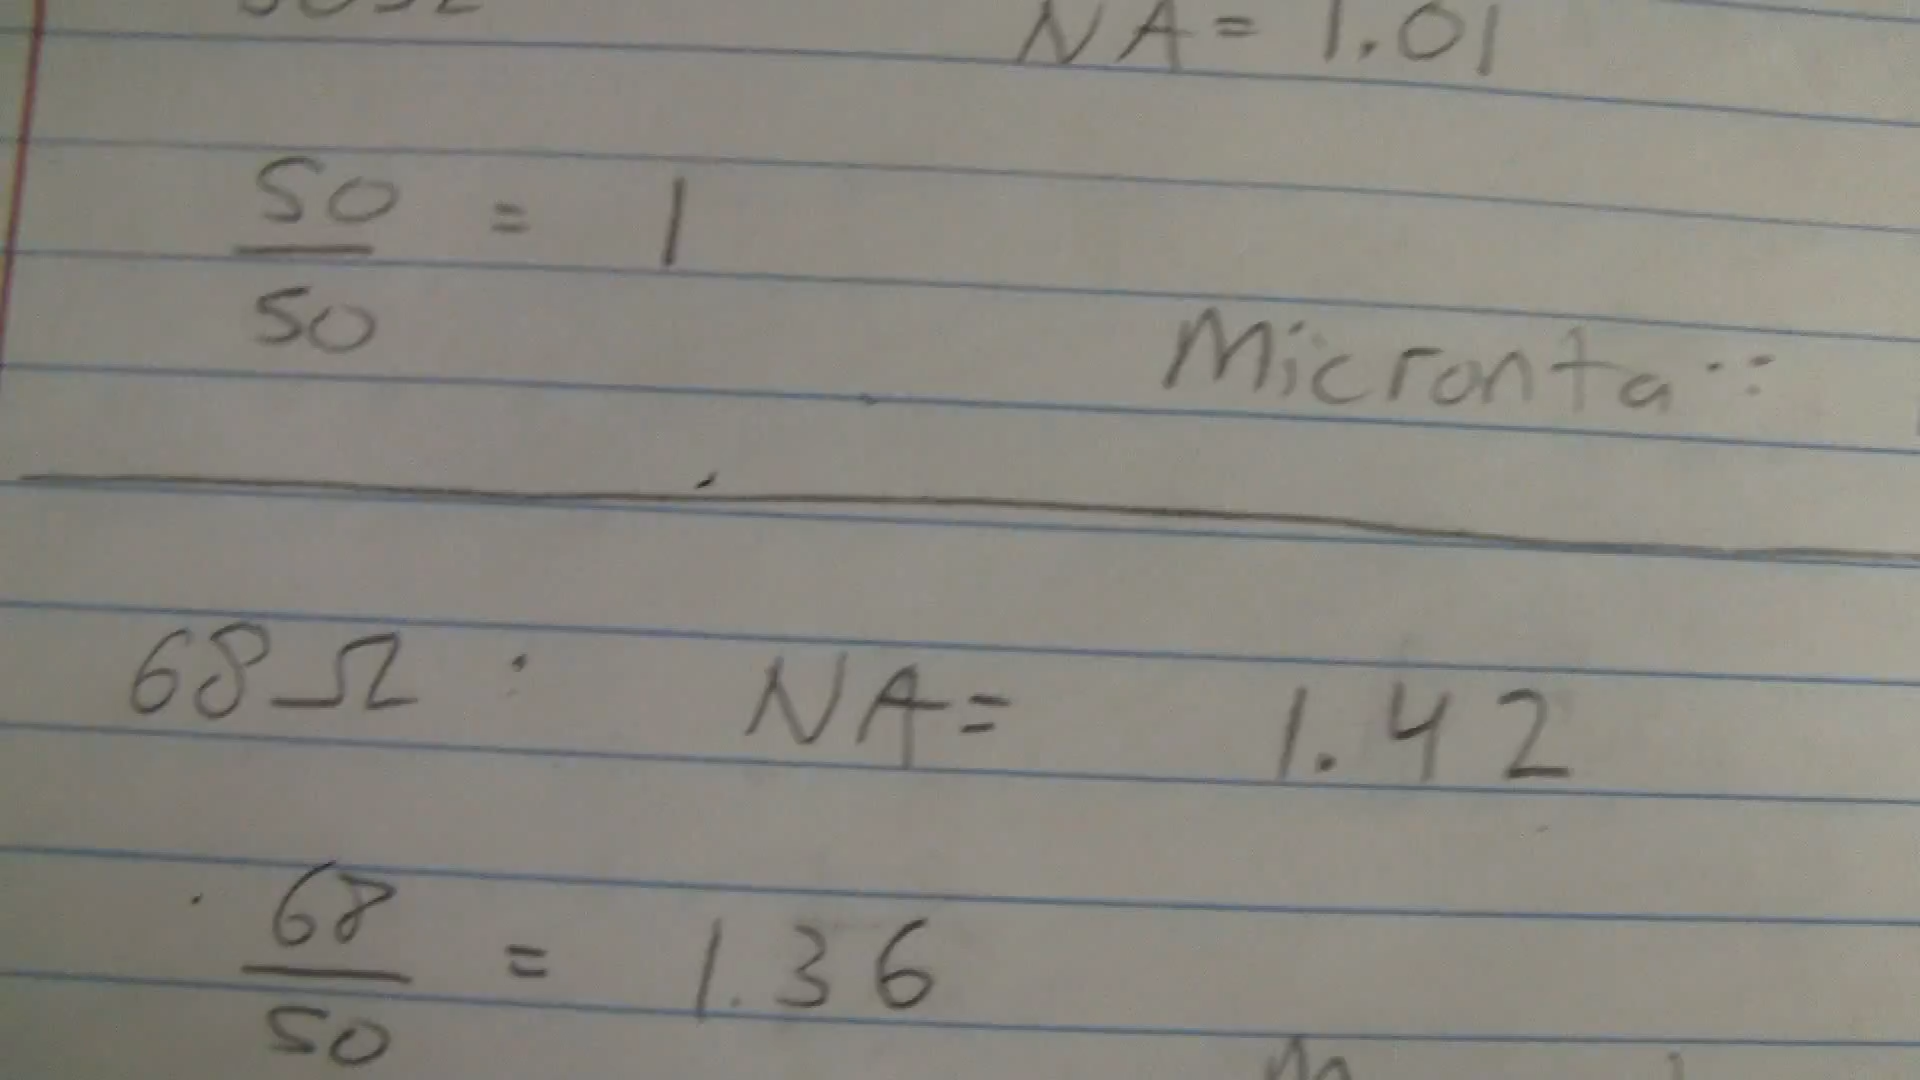 NA = 1.01
50
50
= 1
Micronta :
68Ω : NA = 1.42
68
50
= 1.36